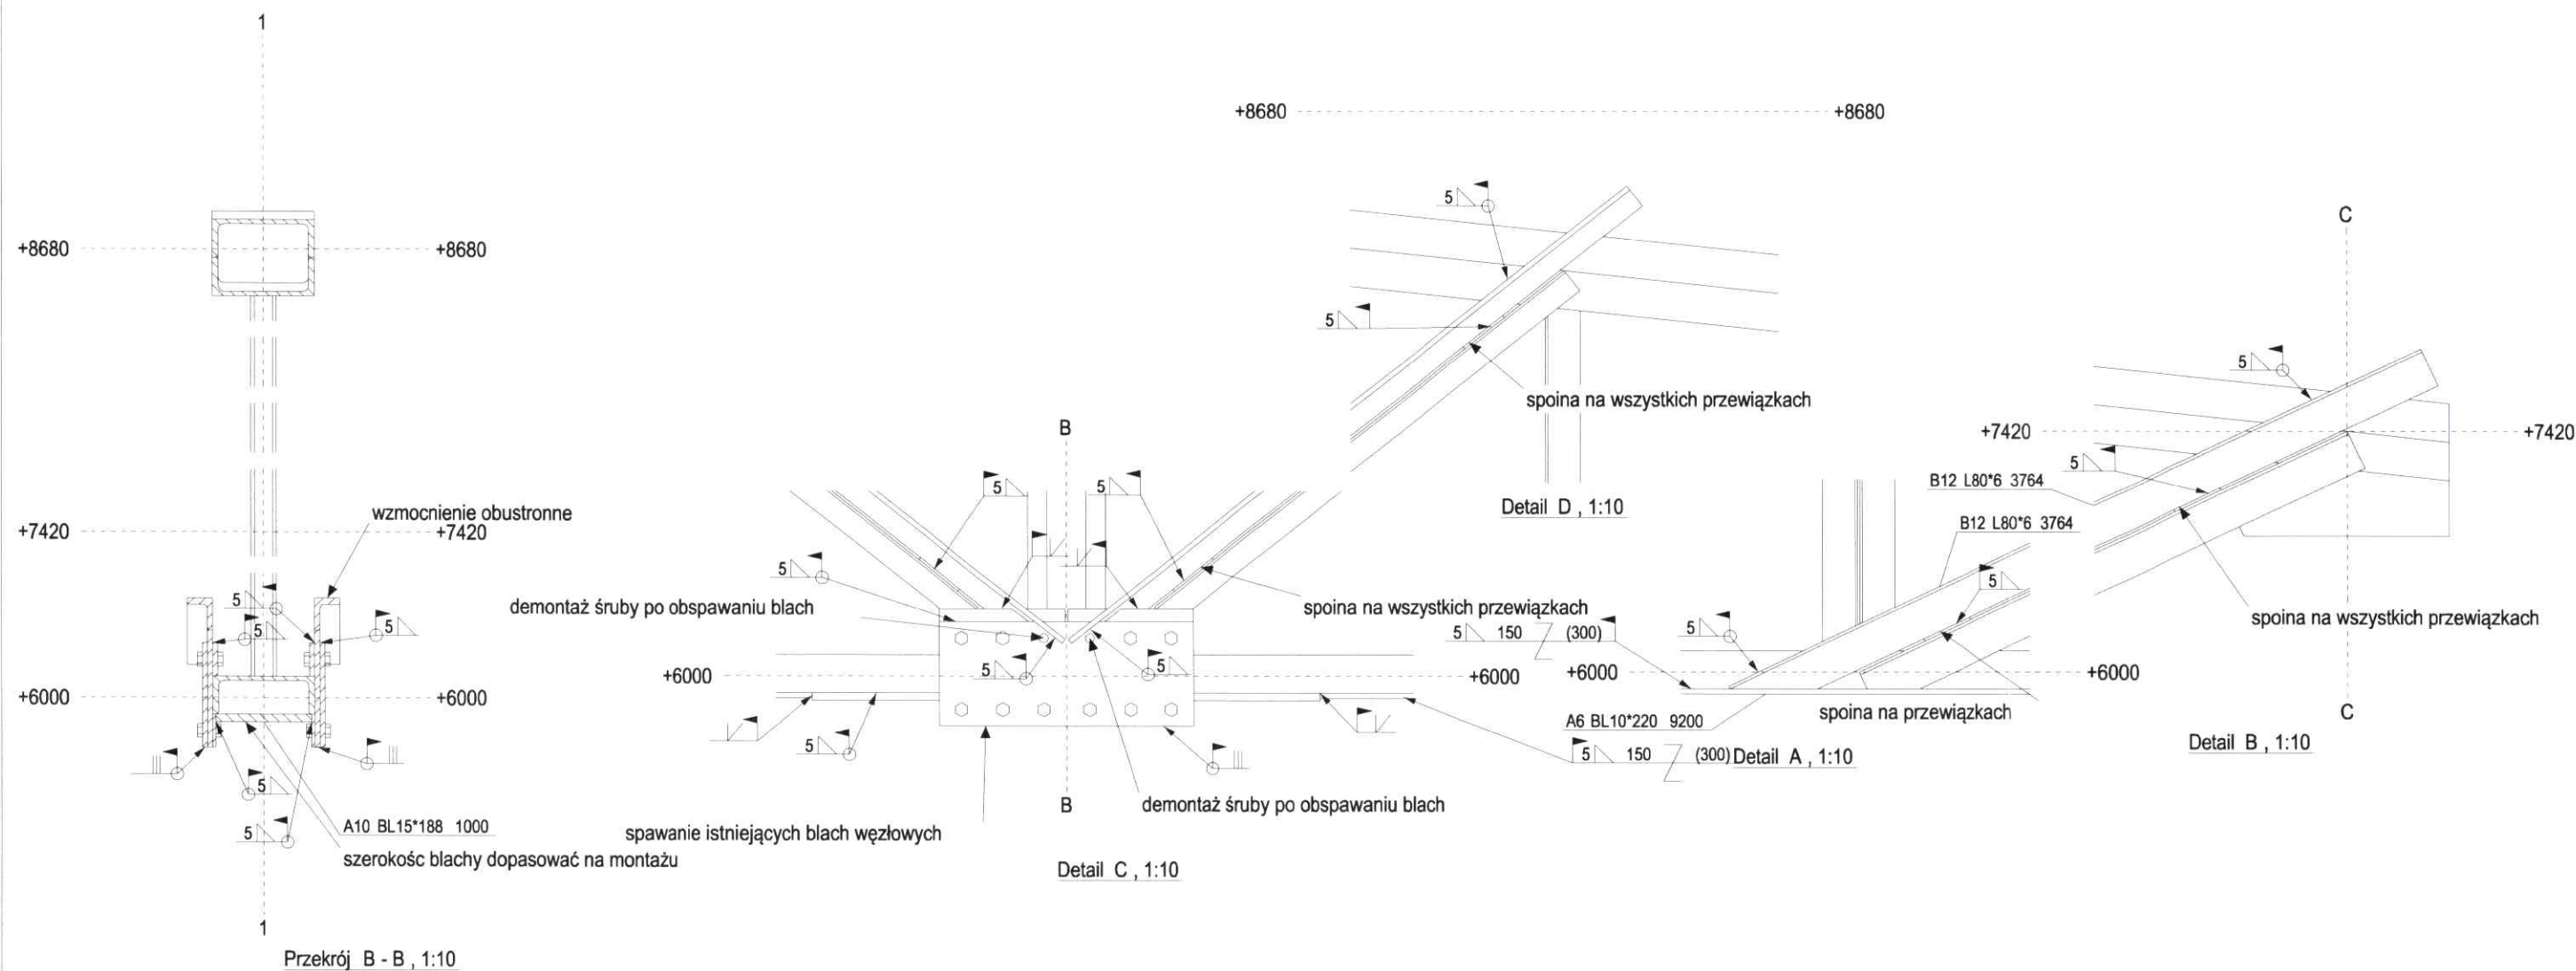 1
+8680
+8680
wzmocnienie obustronne
+7420
+7420
5
5
5
+6000
+6000
5
5
A10 BL15*188 1000
szerokośc blachy dopasować na montażu
1
Przekrój B - B , 1:10
B
5
5
5
demontaż śruby po obspawaniu blach
spoina na wszystkich przewiązkach
5
5
+6000
+6000
5
5 150 (300)
B
demontaż śruby po obspawaniu blach
spawanie istniejących blach węzłowych
Detail C , 1:10
+8680
+8680
5
5
spoina na wszystkich przewiązkach
Detail D , 1:10
B12 L80*6 3764
B12 L80*6 3764
5
5 150 (300)
5
+6000
+6000
A6 BL10*220 9200
spoina na przewiązkach
Detail A , 1:10
C
5
+7420
+7420
5
spoina na wszystkich przewiązkach
C
Detail B , 1:10